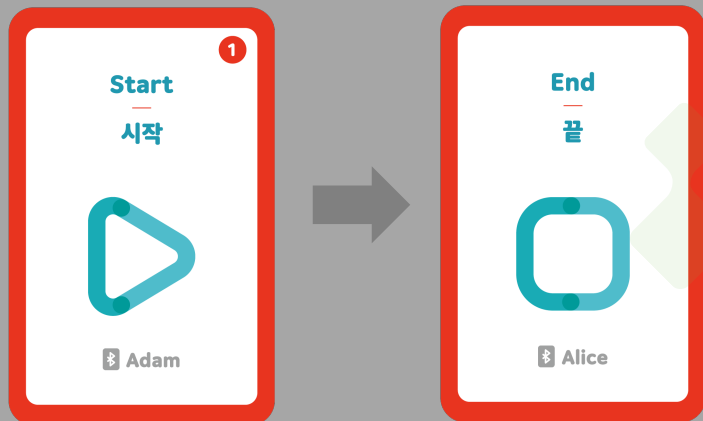 1
Start
시작
Adam
End
끝
Alice